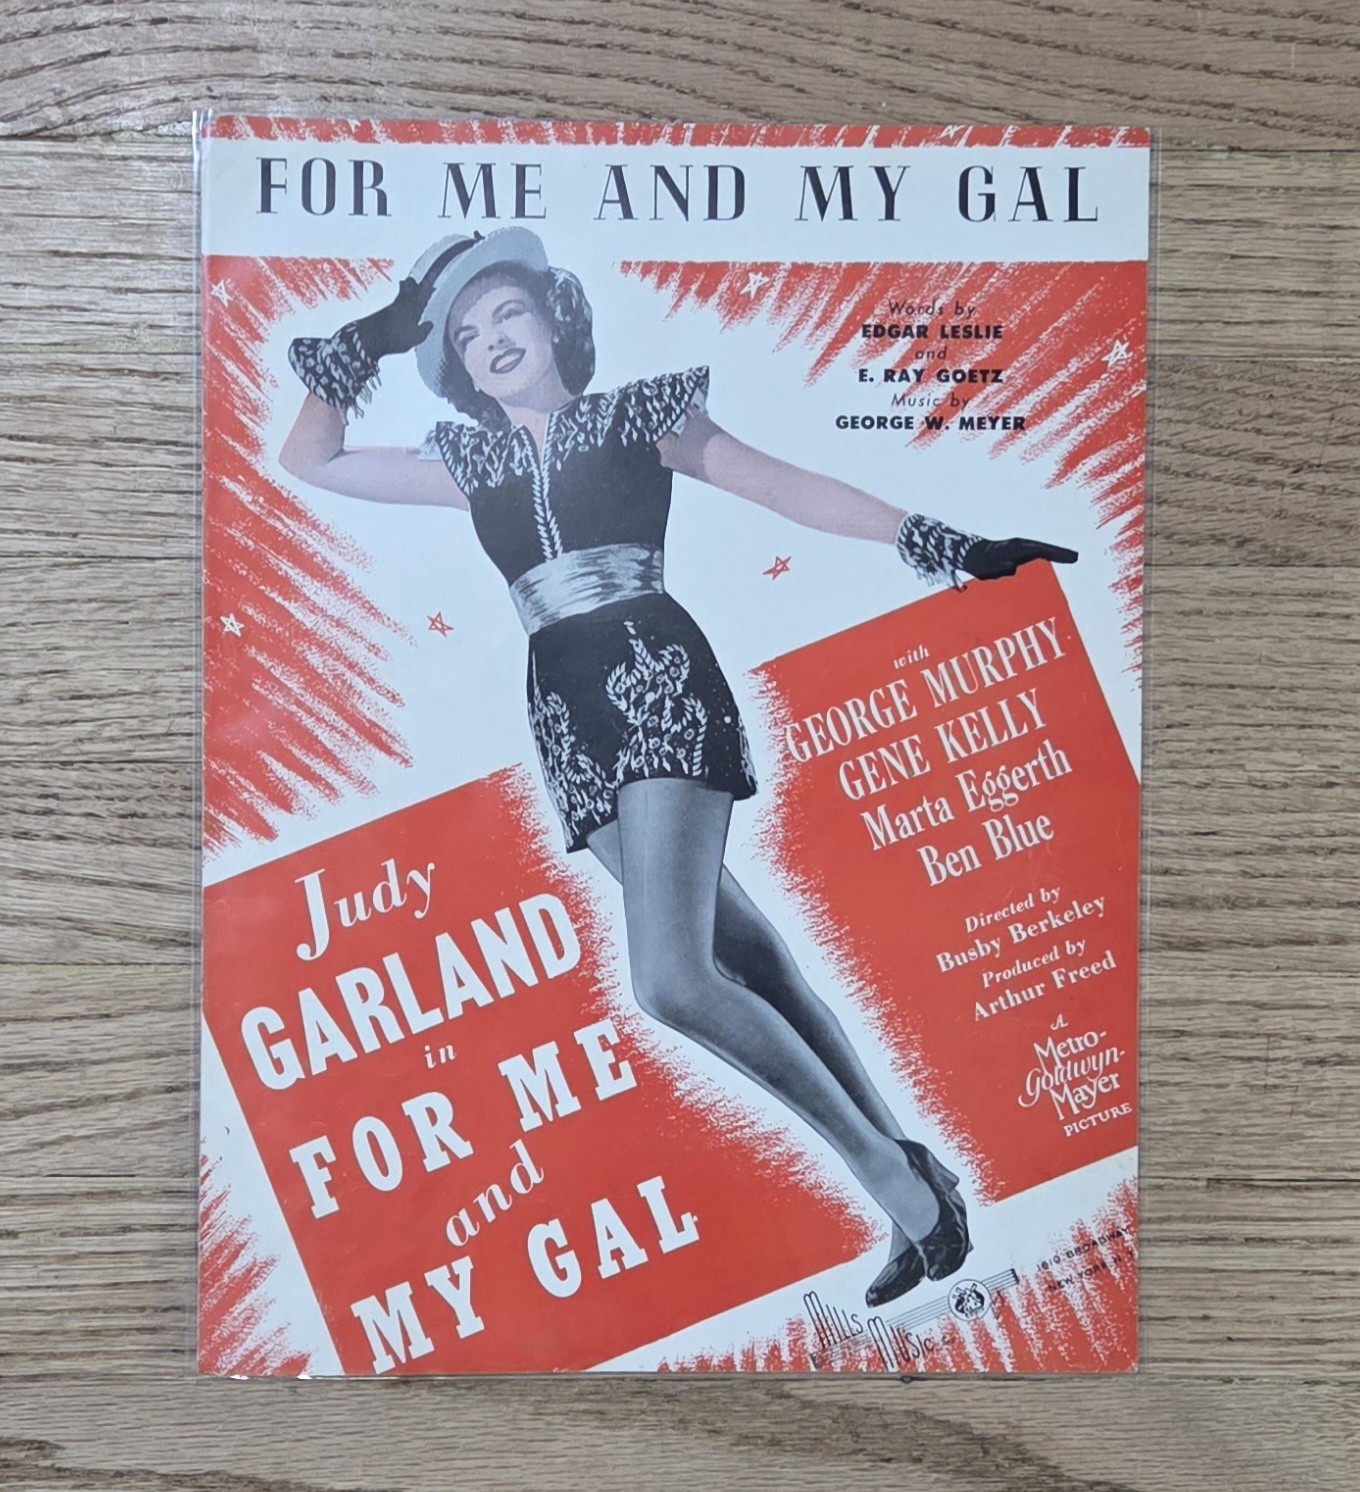 FOR ME AND MY GAL
Words by
EDGAR LESLIE
and
E. RAY GOETZ
Music by
GEORGE W. MEYER
with
GEORGE MURPHY
GENE KELLY
Marta Eggerth
Ben Blue
Directed by
Busby Berkeley
Produced by
Arthur Freed
A
Metro-
Goldwyn-
Mayer
PICTURE
Judy
GARLAND
in
FOR ME
and
MY GAL
MILLS
MUSIC
1619 BROADWAY
NEW YORK N.Y.